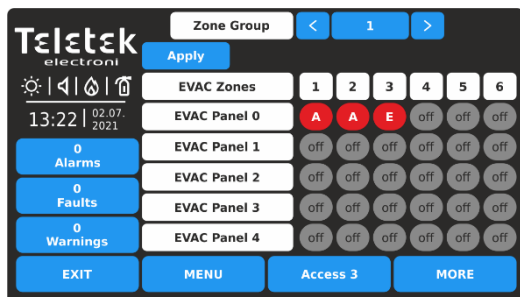 Teletek
electroni
13:22 02.07.
2021
0
Alarms
0
Faults
0
Warnings
Zone Group < 1 >
Apply
EVAC Zones 1 2 3 4 5 6
EVAC Panel 0 A A E off off off
EVAC Panel 1 off off off off off off
EVAC Panel 2 off off off off off off
EVAC Panel 3 off off off off off off
EVAC Panel 4 off off off off off off
EXIT MENU Access 3 MORE